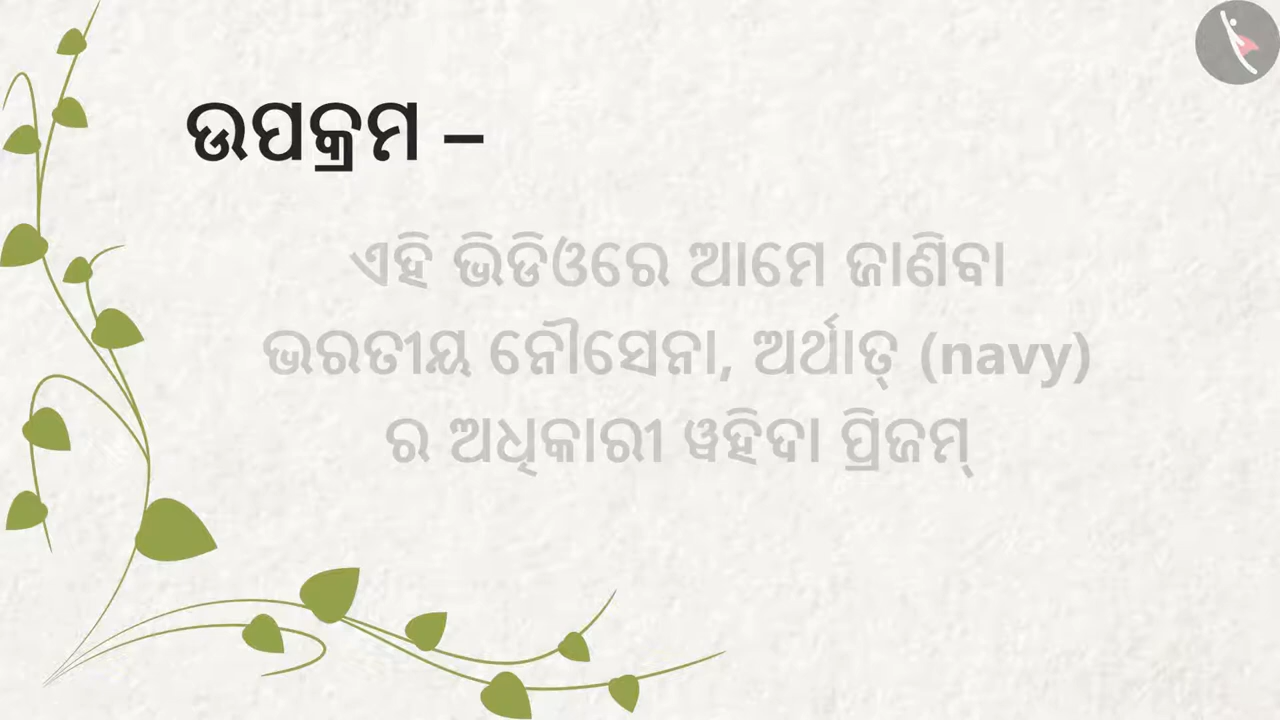 ଉପକ୍ରମ –
ଏହି ଭିଡିଓରେ ଆମେ ଜାଣିବା
ଭରତୀୟ ନୌସେନା, ଅର୍ଥାତ୍ (navy)
ର ଅଧିକାରୀ ୱହିଦା ପ୍ରିଜମ୍